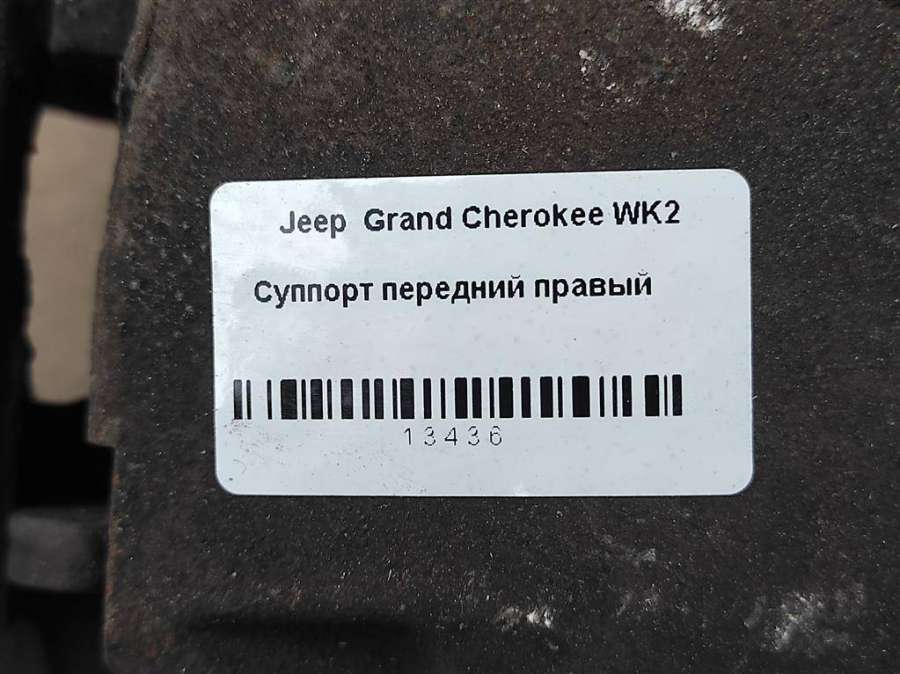 Jeep Grand Cherokee WK2
Суппорт передний правый
13436